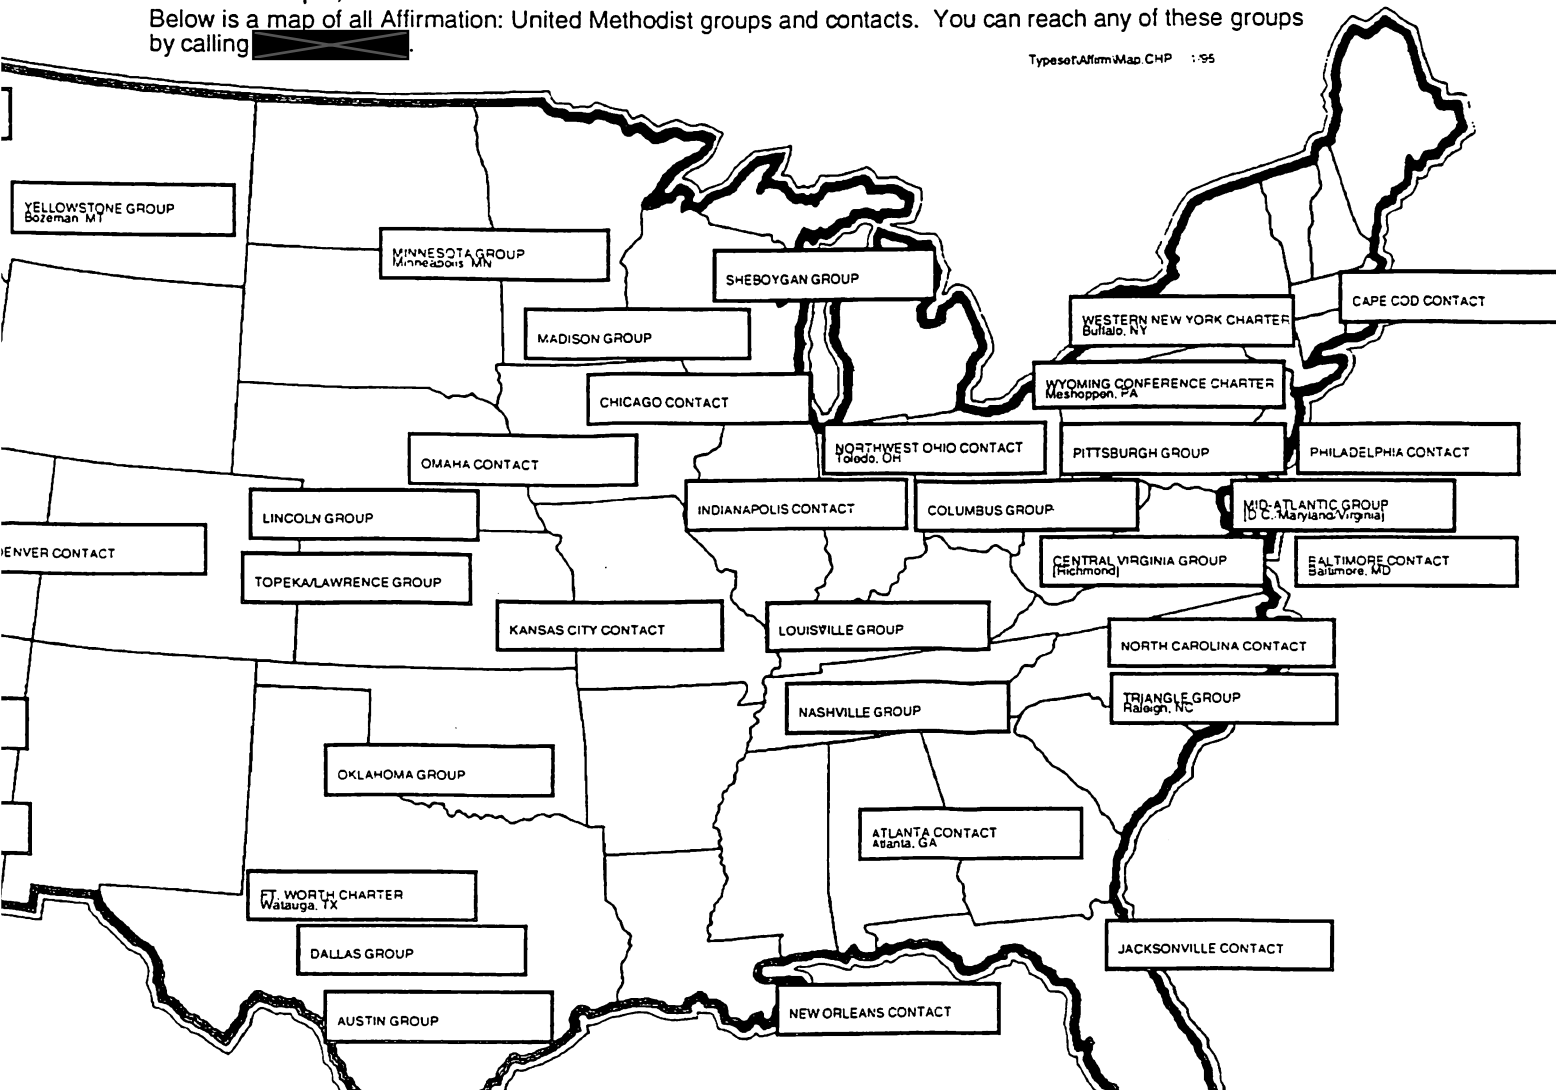 Below is a map of all Affirmation: United Methodist groups and contacts. You can reach any of these groups
by calling
Typeset\Affirm\Map.CHP 1/95
YELLOWSTONE GROUP
Bozeman MT
MINNESOTA GROUP
Minneapolis MN
SHEBOYGAN GROUP
CAPE COD CONTACT
WESTERN NEW YORK CHARTER
Buffalo, NY
MADISON GROUP
WYOMING CONFERENCE CHARTER
Meshoppen, PA
CHICAGO CONTACT
NORTHWEST OHIO CONTACT
Toledo, OH
PITTSBURGH GROUP
PHILADELPHIA CONTACT
OMAHA CONTACT
LINCOLN GROUP
INDIANAPOLIS CONTACT
COLUMBUS GROUP
MID-ATLANTIC GROUP
[D.C., Maryland/Virginia]
DENVER CONTACT
TOPEKA/LAWRENCE GROUP
CENTRAL VIRGINIA GROUP
[Richmond]
BALTIMORE CONTACT
Baltimore, MD
KANSAS CITY CONTACT
LOUISVILLE GROUP
NORTH CAROLINA CONTACT
NASHVILLE GROUP
TRIANGLE GROUP
Raleigh, NC
OKLAHOMA GROUP
ATLANTA CONTACT
Atlanta, GA
FT. WORTH CHARTER
Watauga, TX
DALLAS GROUP
JACKSONVILLE CONTACT
AUSTIN GROUP
NEW ORLEANS CONTACT